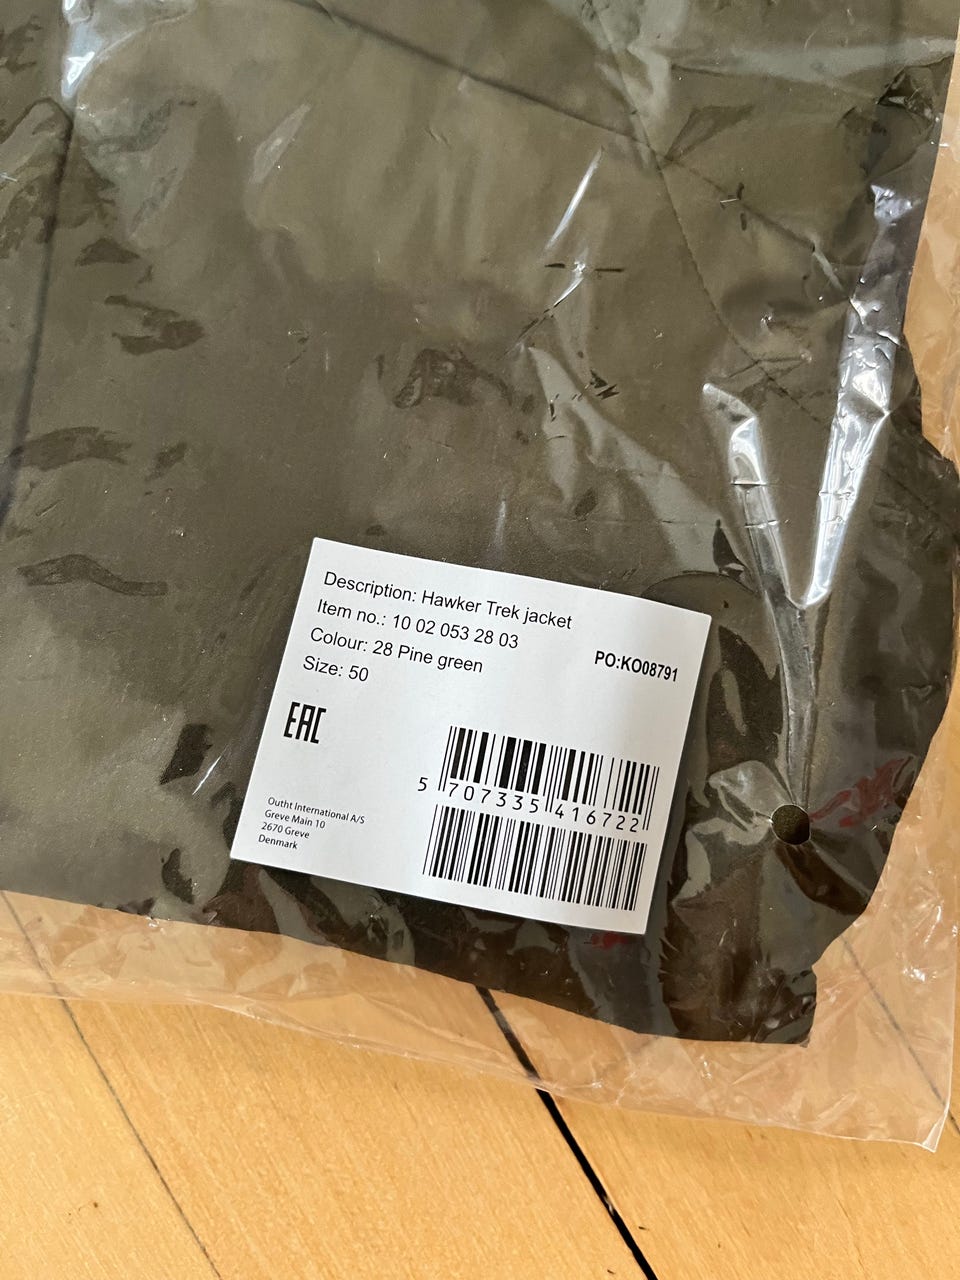 Description: Hawker Trek jacket
Item no.: 10 02 053 28 03
Colour: 28 Pine green
Size: 50
PO:KO08791
EAC
5 707335 416722
Outht International A/S
Greve Main 10
2670 Greve
Denmark